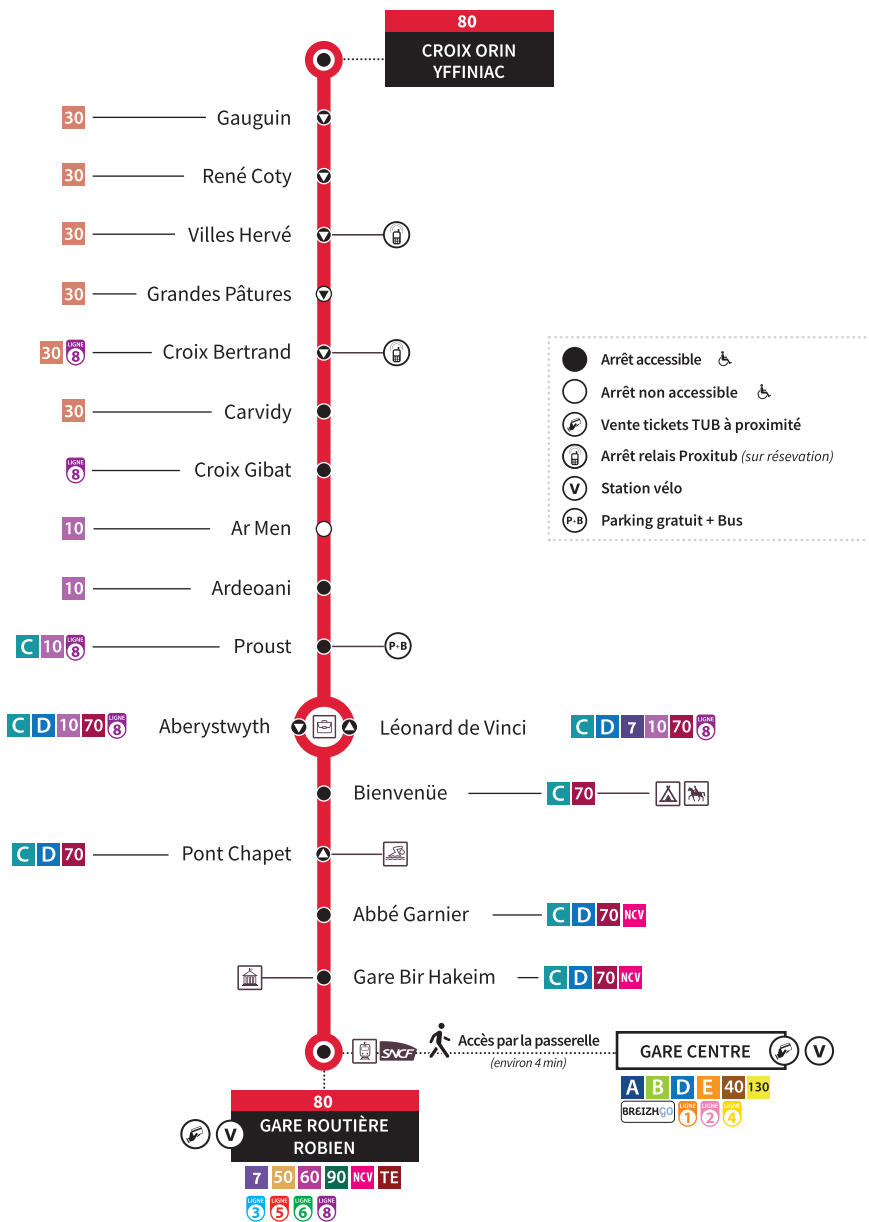 80
CROIX ORIN
YFFINIAC
30 Gauguin
30 René Coty
30 Villes Hervé
30 Grandes Pâtures
30 LIGNE 8 Croix Bertrand
30 Carvidy
LIGNE 8 Croix Gibat
10 Ar Men
10 Ardeoani
C 10 LIGNE 8 Proust P+B
C D 10 70 LIGNE 8 Aberystwyth Léonard de Vinci C D 7 10 70 LIGNE 8
Bienvenüe C 70
C D 70 Pont Chapet
Abbé Garnier C D 70 NCV
Gare Bir Hakeim C D 70 NCV
SNCF Accès par la passerelle
(environ 4 min)
GARE CENTRE V
A B D E 40 130
BREIZHGO LIGNE 1 LIGNE 2 LIGNE 4
80
V GARE ROUTIÈRE
ROBIEN
7 50 60 90 NCV TE
LIGNE 3 LIGNE 5 LIGNE 6 LIGNE 8
Arrêt accessible
Arrêt non accessible
Vente tickets TUB à proximité
Arrêt relais Proxitub (sur résevation)
V Station vélo
P+B Parking gratuit + Bus